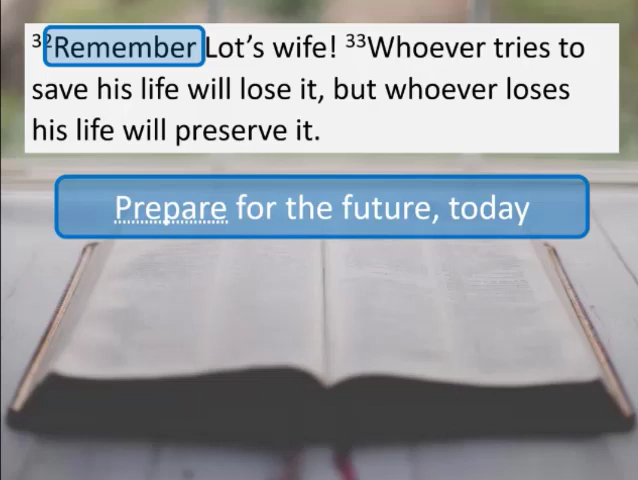 ³²Remember Lot’s wife! ³³Whoever tries to
save his life will lose it, but whoever loses
his life will preserve it.
Prepare for the future, today